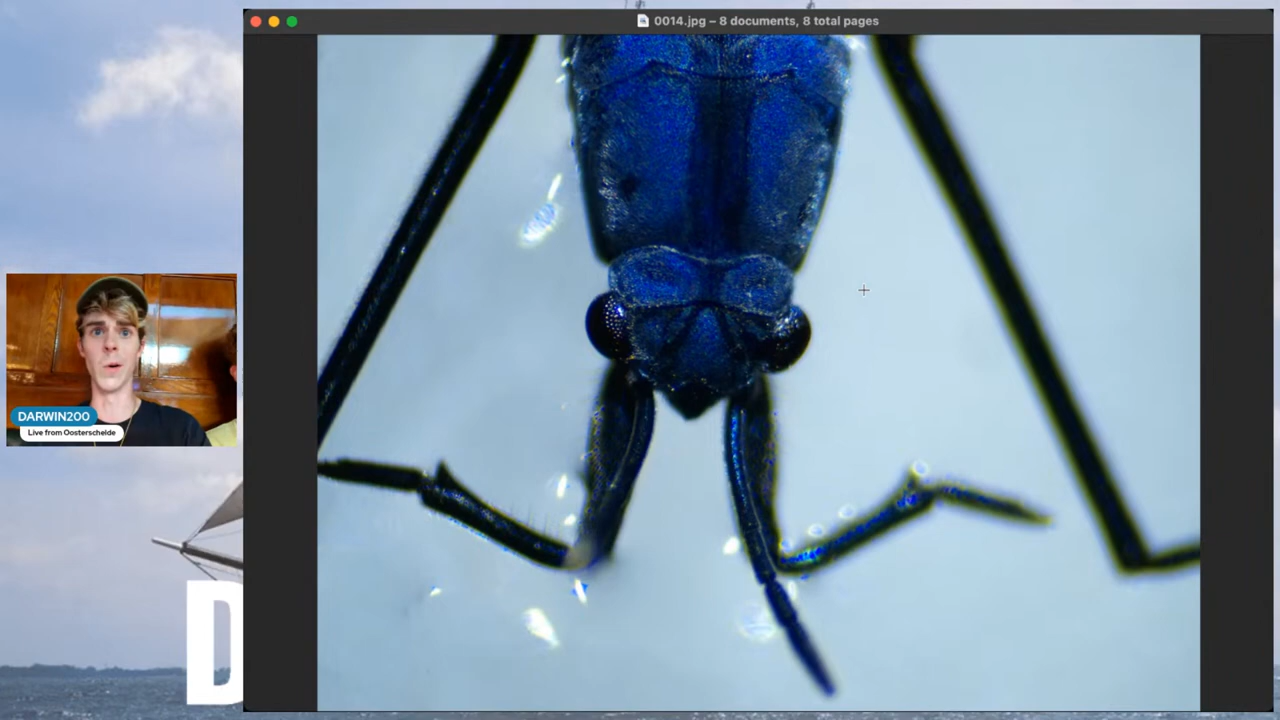 0014.jpg – 8 documents, 8 total pages
DARWIN200
Live from Oosterschelde
D